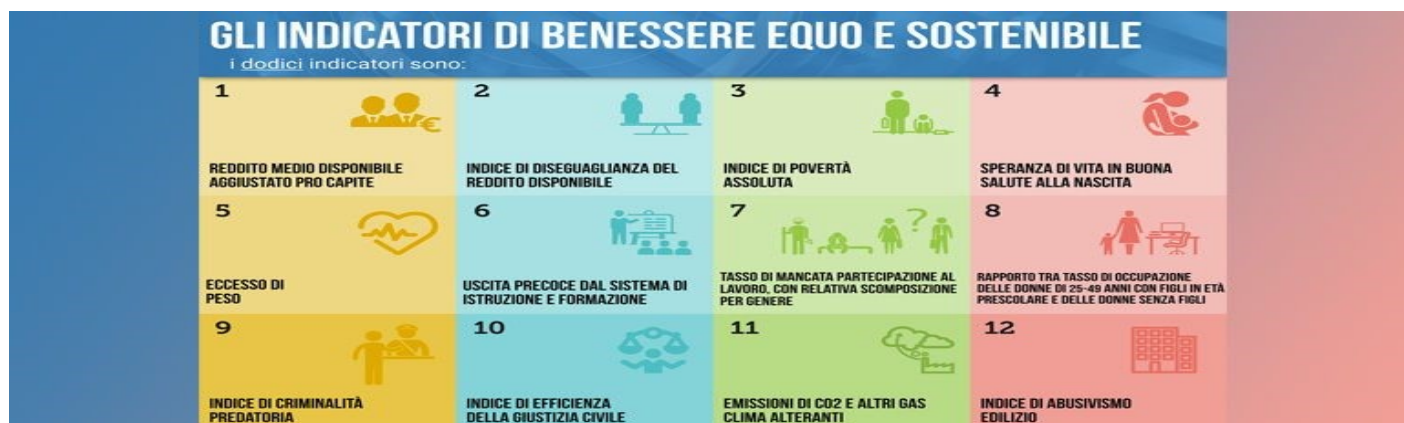 GLI INDICATORI DI BENESSERE EQUO E SOSTENIBILE
i dodici indicatori sono:
1
REDDITO MEDIO DISPONIBILE
AGGIUSTATO PRO CAPITE
2
INDICE DI DISEGUAGLIANZA DEL
REDDITO DISPONIBILE
3
INDICE DI POVERTÀ
ASSOLUTA
4
SPERANZA DI VITA IN BUONA
SALUTE ALLA NASCITA
5
ECCESSO DI
PESO
6
USCITA PRECOCE DAL SISTEMA DI
ISTRUZIONE E FORMAZIONE
7
TASSO DI MANCATA PARTECIPAZIONE AL
LAVORO, CON RELATIVA SCOMPOSIZIONE
PER GENERE
8
RAPPORTO TRA TASSO DI OCCUPAZIONE
DELLE DONNE DI 25-49 ANNI CON FIGLI IN ETÀ
PRESCOLARE E DELLE DONNE SENZA FIGLI
9
INDICE DI CRIMINALITÀ
PREDATORIA
10
INDICE DI EFFICIENZA
DELLA GIUSTIZIA CIVILE
11
EMISSIONI DI CO2 E ALTRI GAS
CLIMA ALTERANTI
12
INDICE DI ABUSIVISMO
EDILIZIO